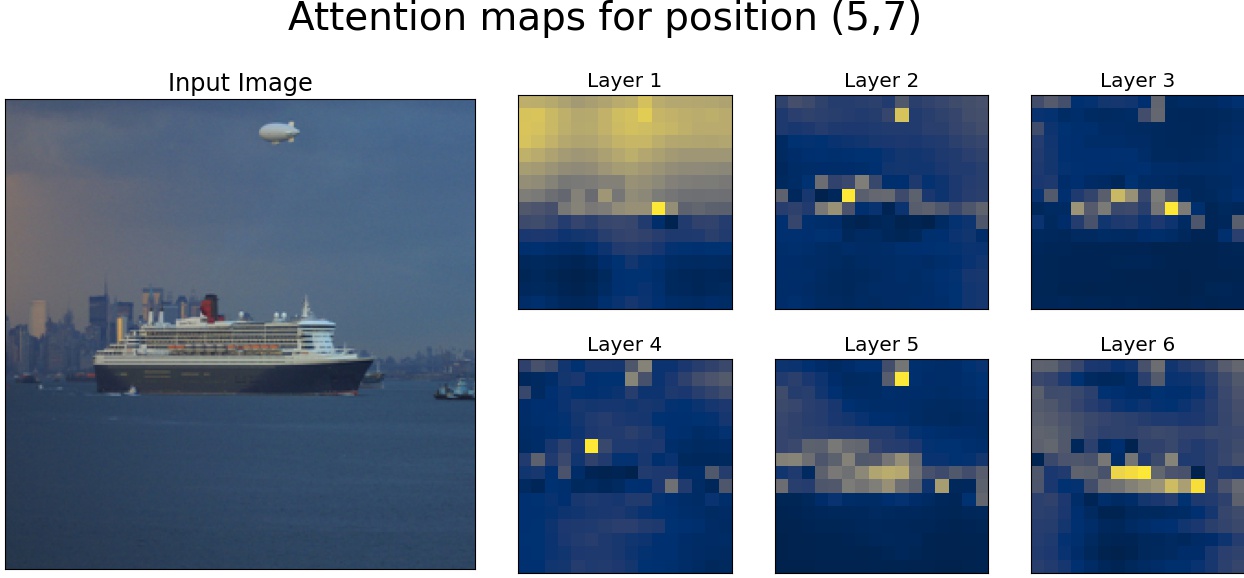 Attention maps for position (5,7)
Input Image
Layer 1
Layer 2
Layer 3
Layer 4
Layer 5
Layer 6